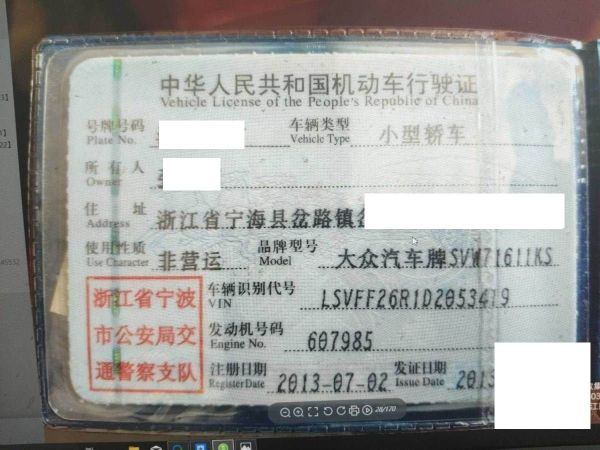 中华人民共和国机动车行驶证
Vehicle License of the People's Republic of China
号牌号码 车辆类型 小型轿车
Plate No. Vehicle Type
所有人
Owner
住址 浙江省宁海县岔路镇
Address
使用性质 非营运 品牌型号 大众汽车牌SVW71611KS
Use Character Model
浙江省宁波
市公安局交
通警察支队
车辆识别代号 LSVFF26R1D2053419
VIN
发动机号码 607985
Engine No.
注册日期 2013-07-02 发证日期 201
Register Date Issue Date
28/170